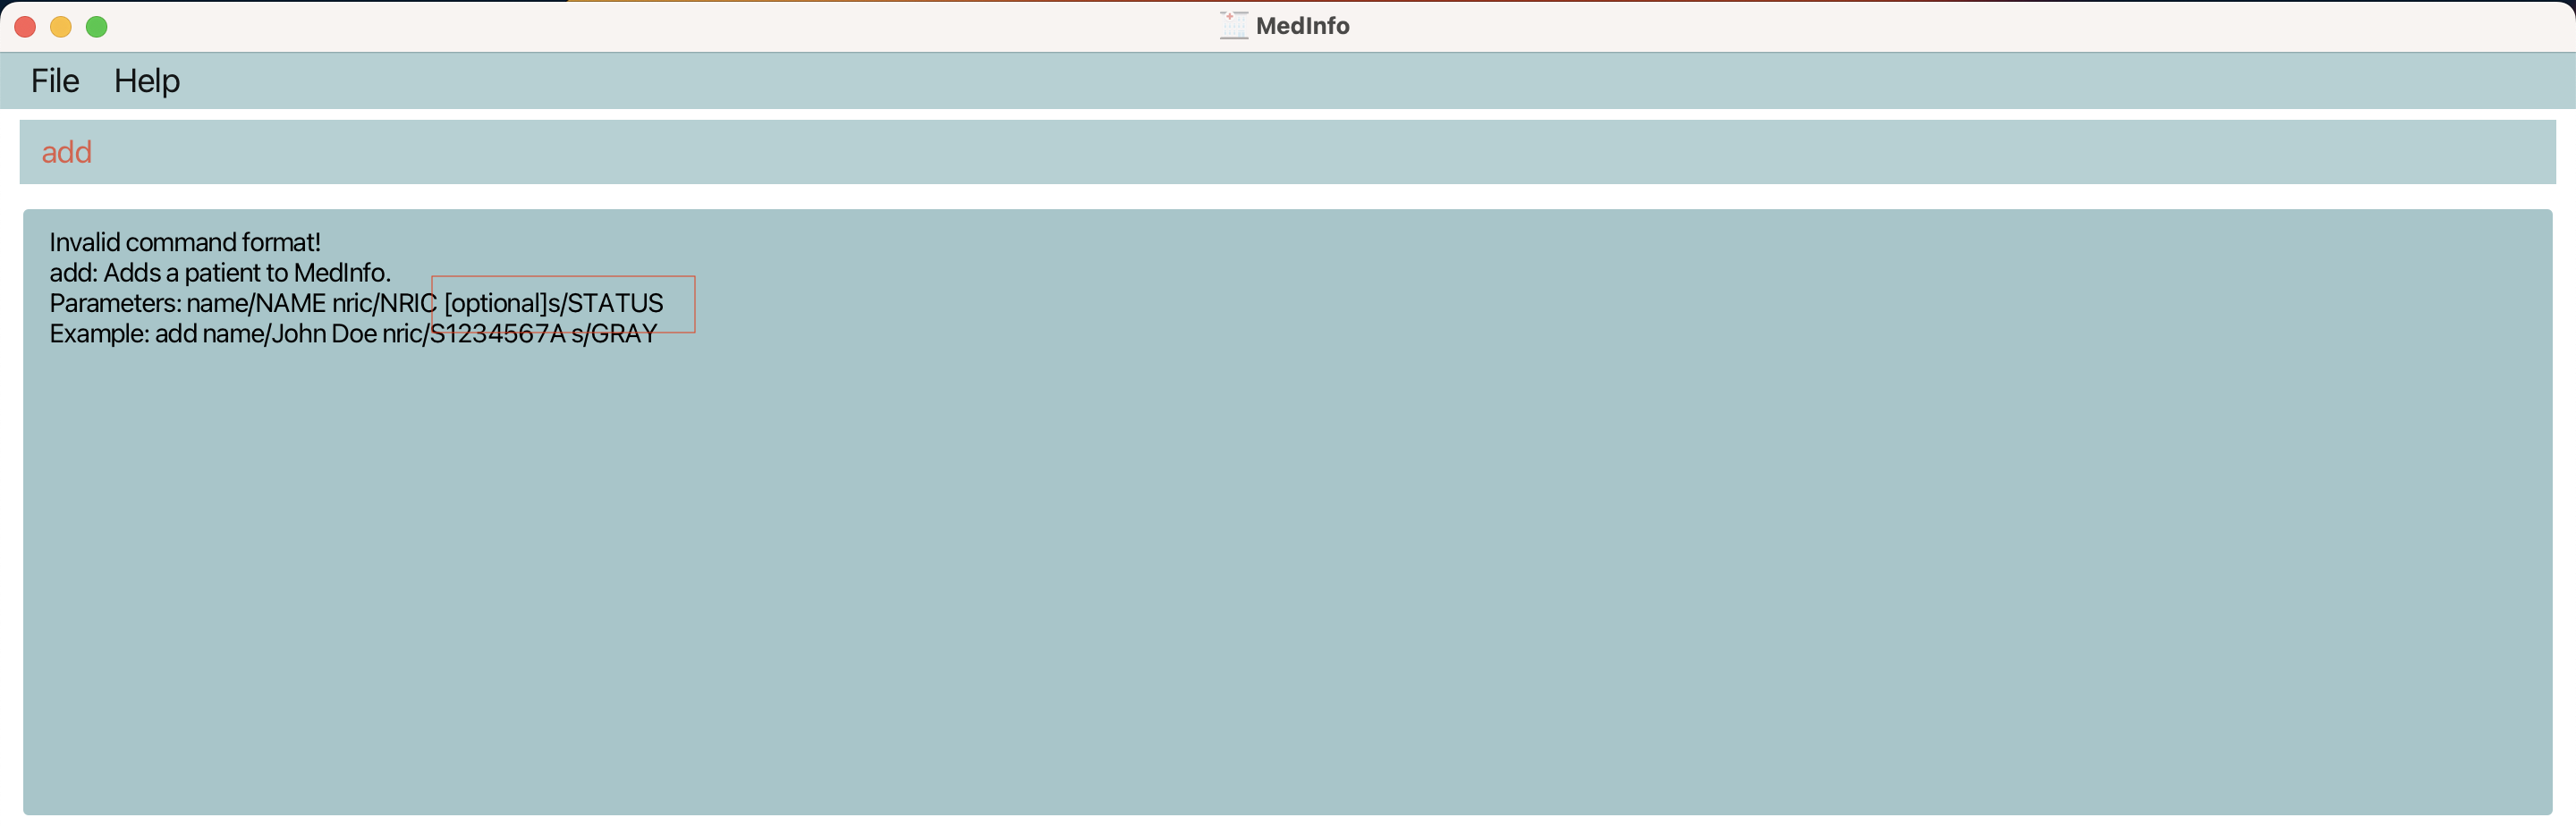 MedInfo
File Help
add
Invalid command format!
add: Adds a patient to MedInfo.
Parameters: name/NAME nric/NRIC [optional]s/STATUS
Example: add name/John Doe nric/S1234567A s/GRAY